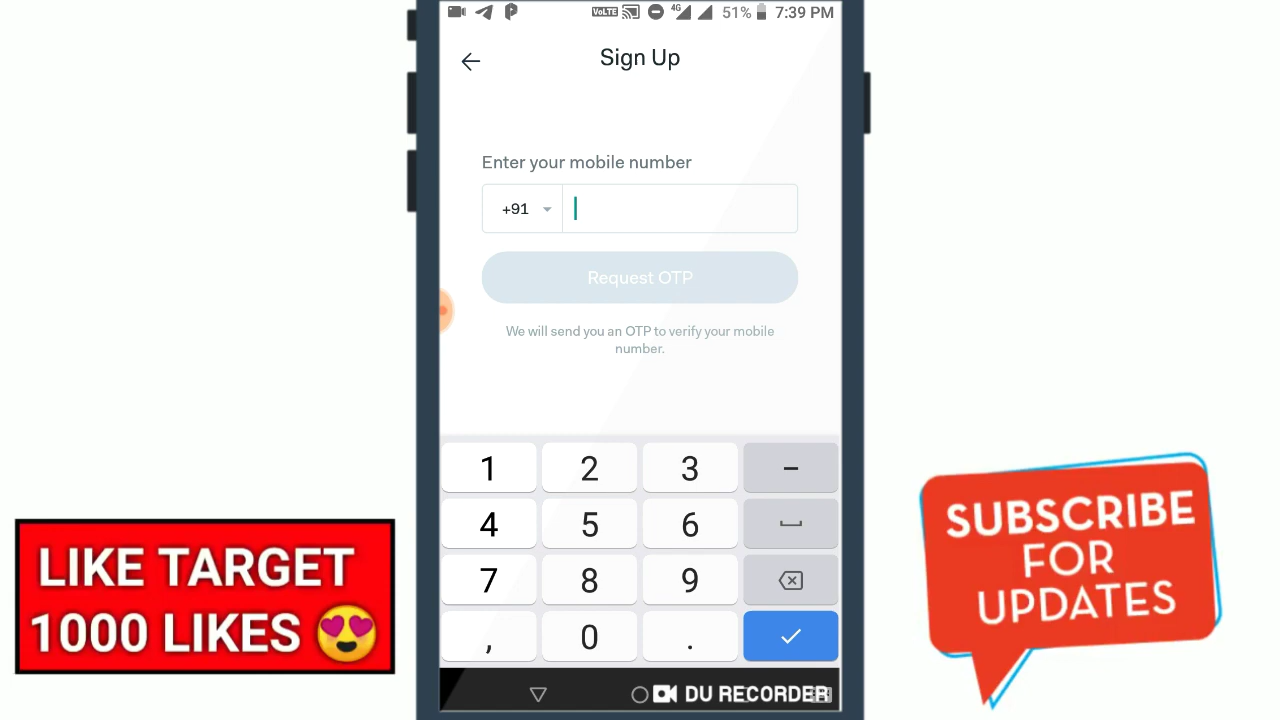 VoLTE 4G 51% 7:39 PM
Sign Up
Enter your mobile number
+91
Request OTP
We will send you an OTP to verify your mobile
number.
1 2 3 -
4 5 6
7 8 9
, 0 .
DU RECORDER
LIKE TARGET
1000 LIKES 😍
SUBSCRIBE
FOR
UPDATES